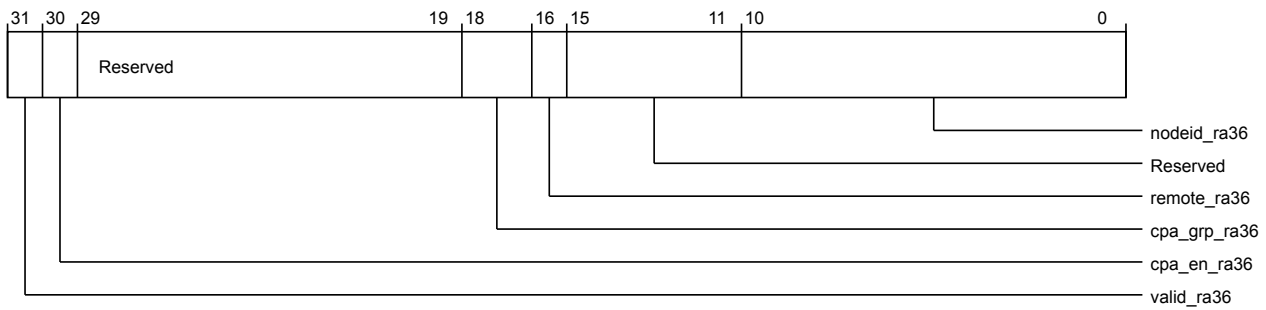 31 30 29 19 18 16 15 11 10 0
Reserved
nodeid_ra36
Reserved
remote_ra36
cpa_grp_ra36
cpa_en_ra36
valid_ra36